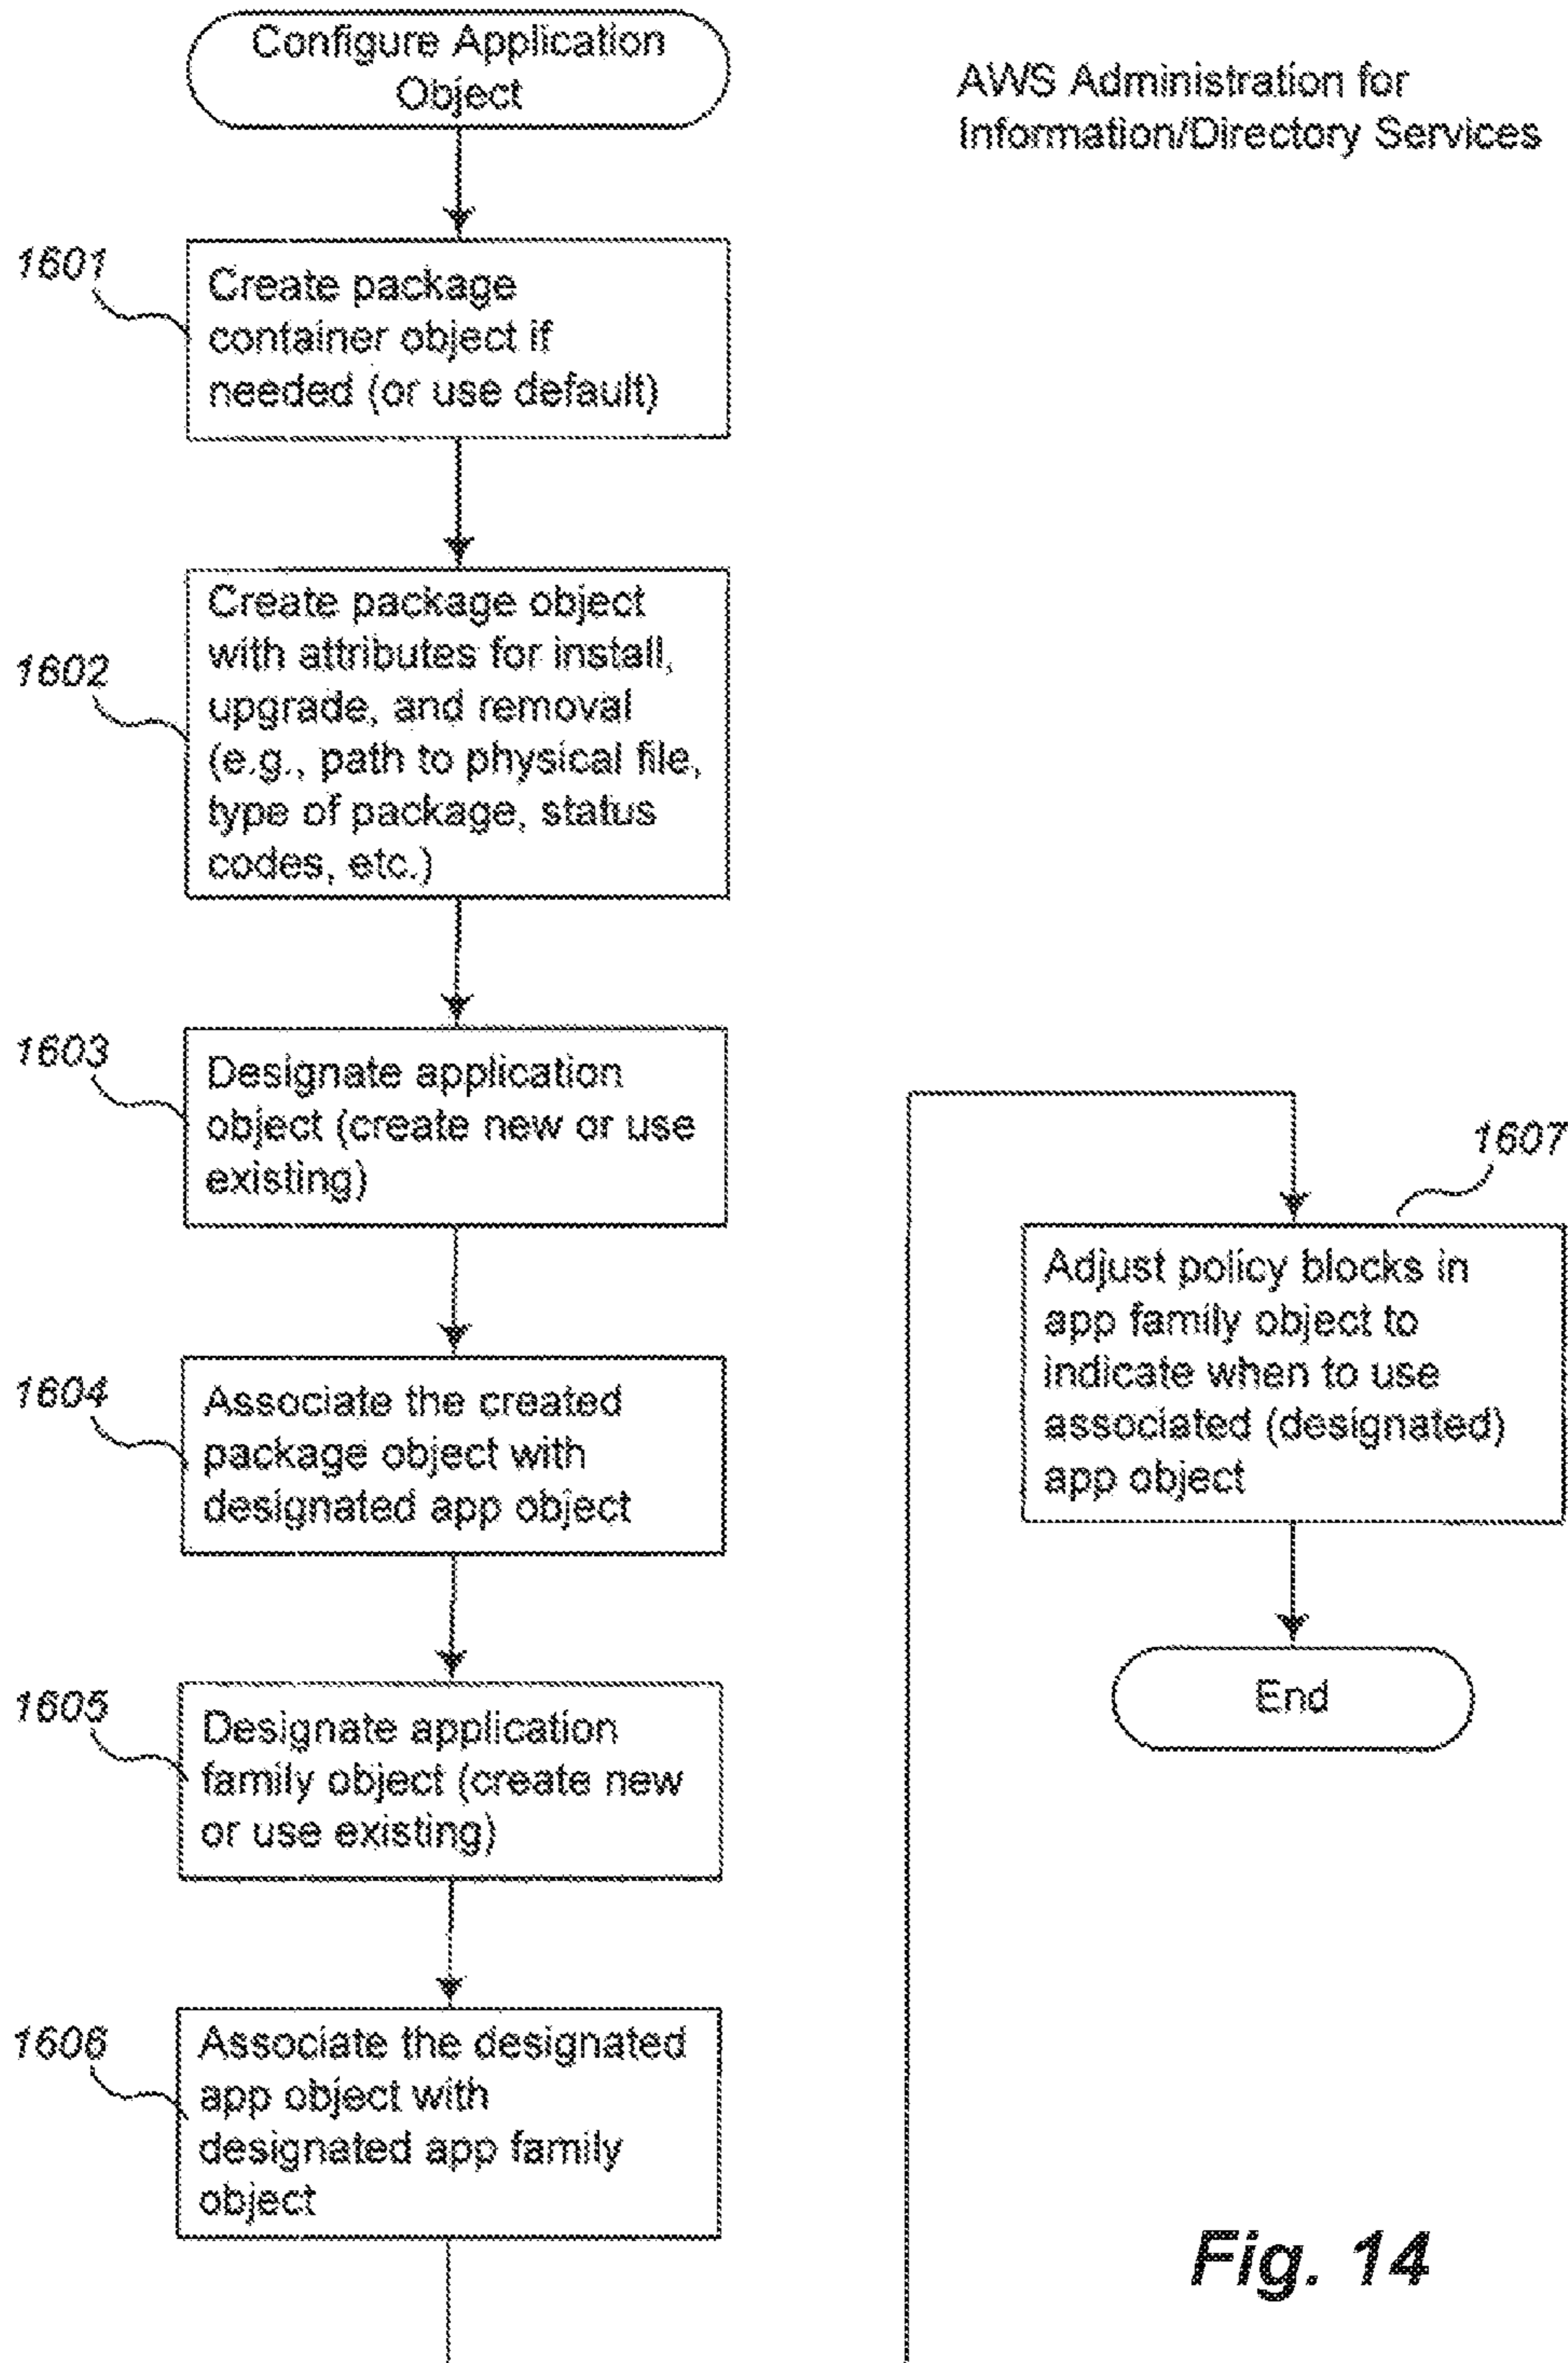 Configure Application
Object
AWS Administration for
Information/Directory Services
1601
Create package
container object if
needed (or use default)
1602
Create package object
with attributes for install,
upgrade, and removal
(e.g., path to physical file,
type of package, status
codes, etc.)
1603
Designate application
object (create new or use
existing)
1604
Associate the created
package object with
designated app object
1605
Designate application
family object (create new
or use existing)
1606
Associate the designated
app object with
designated app family
object
1607
Adjust policy blocks in
app family object to
indicate when to use
associated (designated)
app object
End
Fig. 14